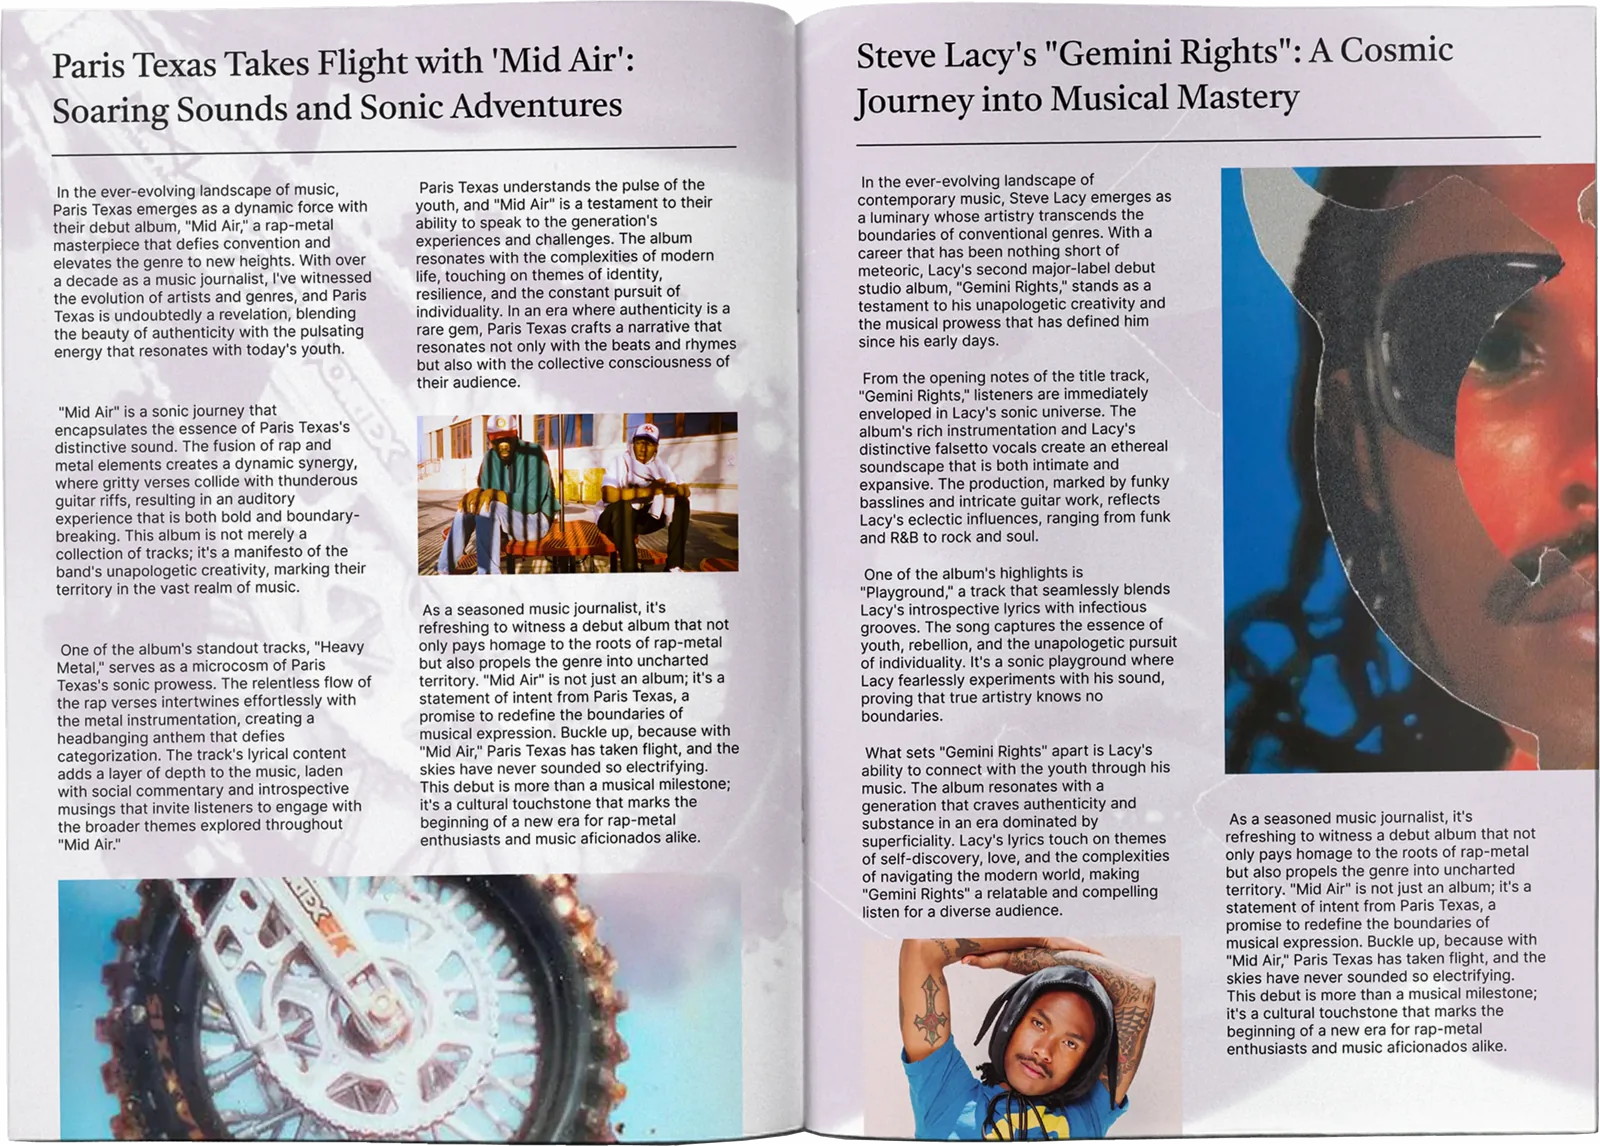 Paris Texas Takes Flight with 'Mid Air':
Soaring Sounds and Sonic Adventures
In the ever-evolving landscape of music,
Paris Texas emerges as a dynamic force with
their debut album, "Mid Air," a rap-metal
masterpiece that defies convention and
elevates the genre to new heights. With over
a decade as a music journalist, I've witnessed
the evolution of artists and genres, and Paris
Texas is undoubtedly a revelation, blending
the beauty of authenticity with the pulsating
energy that resonates with today's youth.
"Mid Air" is a sonic journey that
encapsulates the essence of Paris Texas's
distinctive sound. The fusion of rap and
metal elements creates a dynamic synergy,
where gritty verses collide with thunderous
guitar riffs, resulting in an auditory
experience that is both bold and boundary-
breaking. This album is not merely a
collection of tracks; it's a manifesto of the
band's unapologetic creativity, marking their
territory in the vast realm of music.
One of the album's standout tracks, "Heavy
Metal," serves as a microcosm of Paris
Texas's sonic prowess. The relentless flow of
the rap verses intertwines effortlessly with
the metal instrumentation, creating a
headbanging anthem that defies
categorization. The track's lyrical content
adds a layer of depth to the music, laden
with social commentary and introspective
musings that invite listeners to engage with
the broader themes explored throughout
"Mid Air."
Paris Texas understands the pulse of the
youth, and "Mid Air" is a testament to their
ability to speak to the generation's
experiences and challenges. The album
resonates with the complexities of modern
life, touching on themes of identity,
resilience, and the constant pursuit of
individuality. In an era where authenticity is a
rare gem, Paris Texas crafts a narrative that
resonates not only with the beats and rhymes
but also with the collective consciousness of
their audience.
As a seasoned music journalist, it's
refreshing to witness a debut album that not
only pays homage to the roots of rap-metal
but also propels the genre into uncharted
territory. "Mid Air" is not just an album; it's a
statement of intent from Paris Texas, a
promise to redefine the boundaries of
musical expression. Buckle up, because with
"Mid Air," Paris Texas has taken flight, and the
skies have never sounded so electrifying.
This debut is more than a musical milestone;
it's a cultural touchstone that marks the
beginning of a new era for rap-metal
enthusiasts and music aficionados alike.
Steve Lacy's "Gemini Rights": A Cosmic
Journey into Musical Mastery
In the ever-evolving landscape of
contemporary music, Steve Lacy emerges as
a luminary whose artistry transcends the
boundaries of conventional genres. With a
career that has been nothing short of
meteoric, Lacy's second major-label debut
studio album, "Gemini Rights," stands as a
testament to his unapologetic creativity and
the musical prowess that has defined him
since his early days.
From the opening notes of the title track,
"Gemini Rights," listeners are immediately
enveloped in Lacy's sonic universe. The
album's rich instrumentation and Lacy's
distinctive falsetto vocals create an ethereal
soundscape that is both intimate and
expansive. The production, marked by funky
basslines and intricate guitar work, reflects
Lacy's eclectic influences, ranging from funk
and R&B to rock and soul.
One of the album's highlights is
"Playground," a track that seamlessly blends
Lacy's introspective lyrics with infectious
grooves. The song captures the essence of
youth, rebellion, and the unapologetic pursuit
of individuality. It's a sonic playground where
Lacy fearlessly experiments with his sound,
proving that true artistry knows no
boundaries.
What sets "Gemini Rights" apart is Lacy's
ability to connect with the youth through his
music. The album resonates with a
generation that craves authenticity and
substance in an era dominated by
superficiality. Lacy's lyrics touch on themes
of self-discovery, love, and the complexities
of navigating the modern world, making
"Gemini Rights" a relatable and compelling
listen for a diverse audience.
As a seasoned music journalist, it's
refreshing to witness a debut album that not
only pays homage to the roots of rap-metal
but also propels the genre into uncharted
territory. "Mid Air" is not just an album; it's a
statement of intent from Paris Texas, a
promise to redefine the boundaries of
musical expression. Buckle up, because with
"Mid Air," Paris Texas has taken flight, and the
skies have never sounded so electrifying.
This debut is more than a musical milestone;
it's a cultural touchstone that marks the
beginning of a new era for rap-metal
enthusiasts and music aficionados alike.